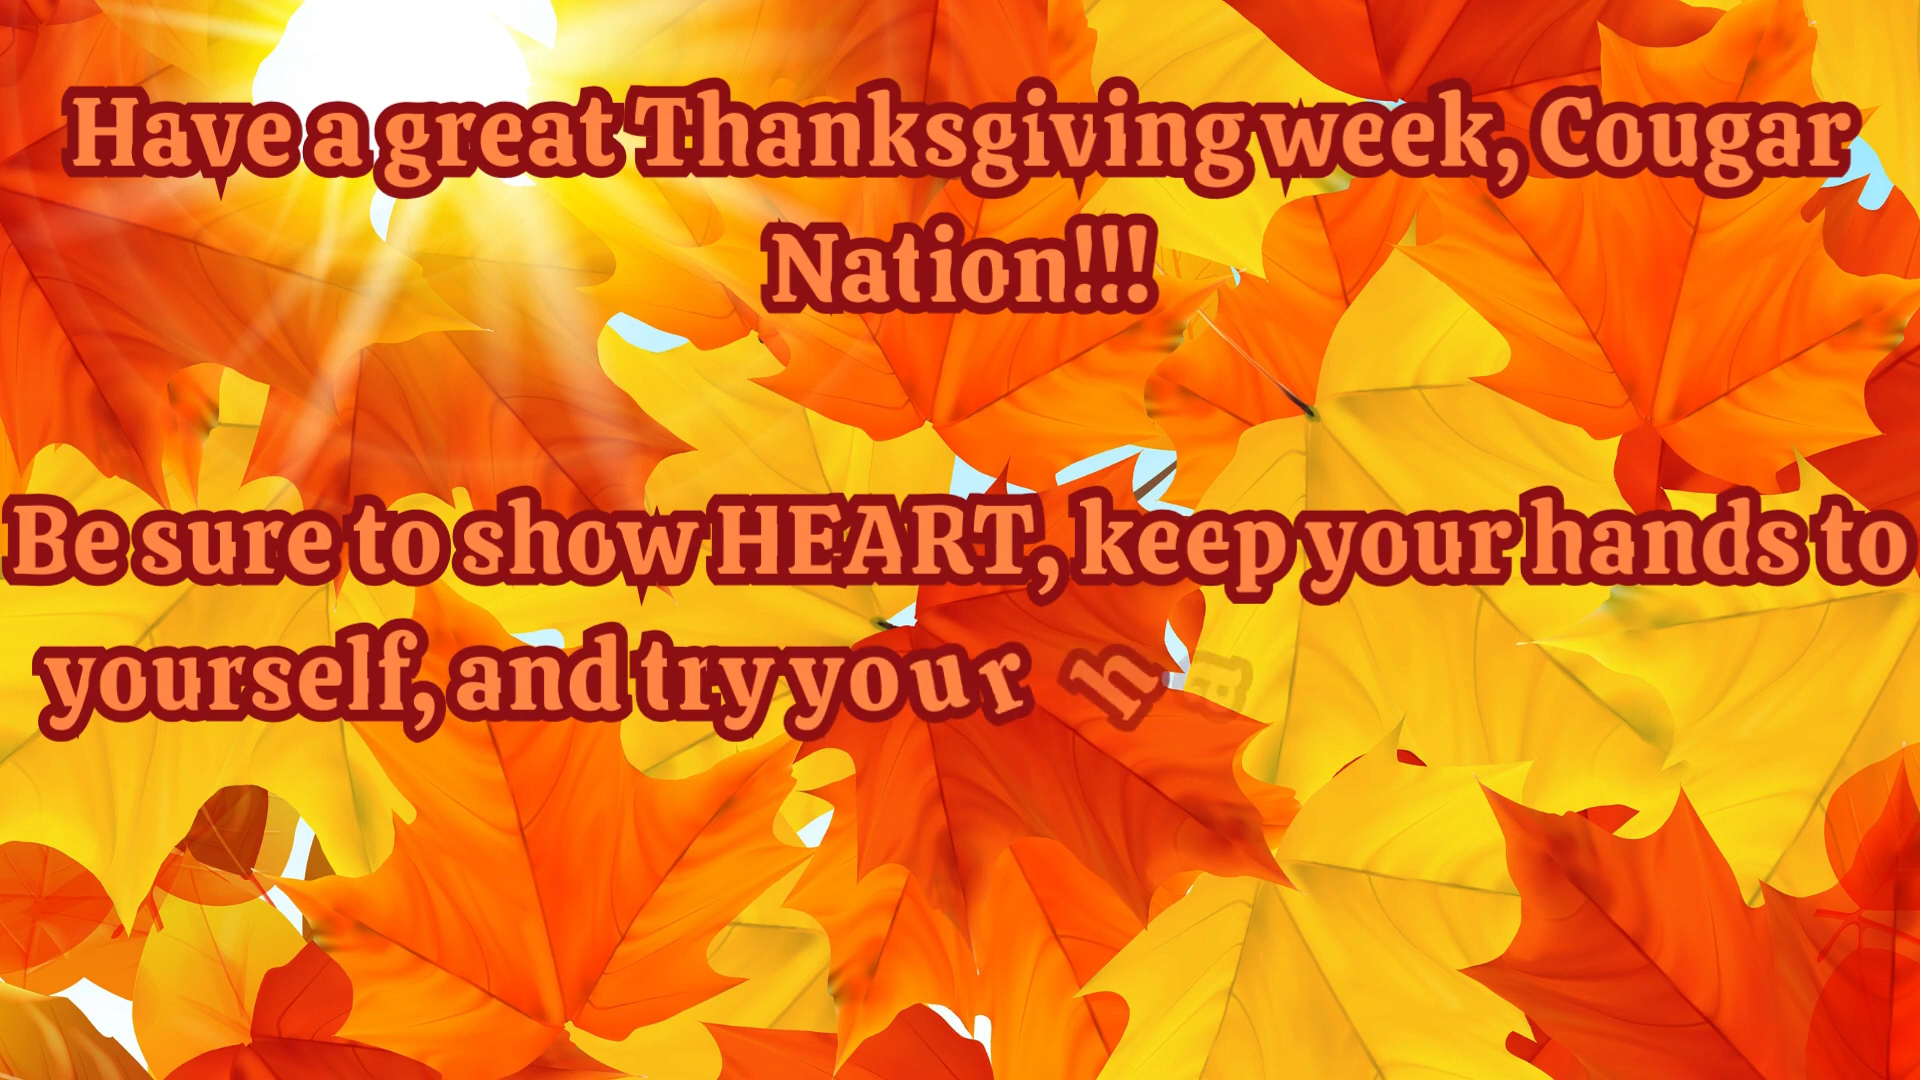 Have a great Thanksgiving week, Cougar
Nation!!!
Be sure to show HEART, keep your hands to
yourself, and try your ha